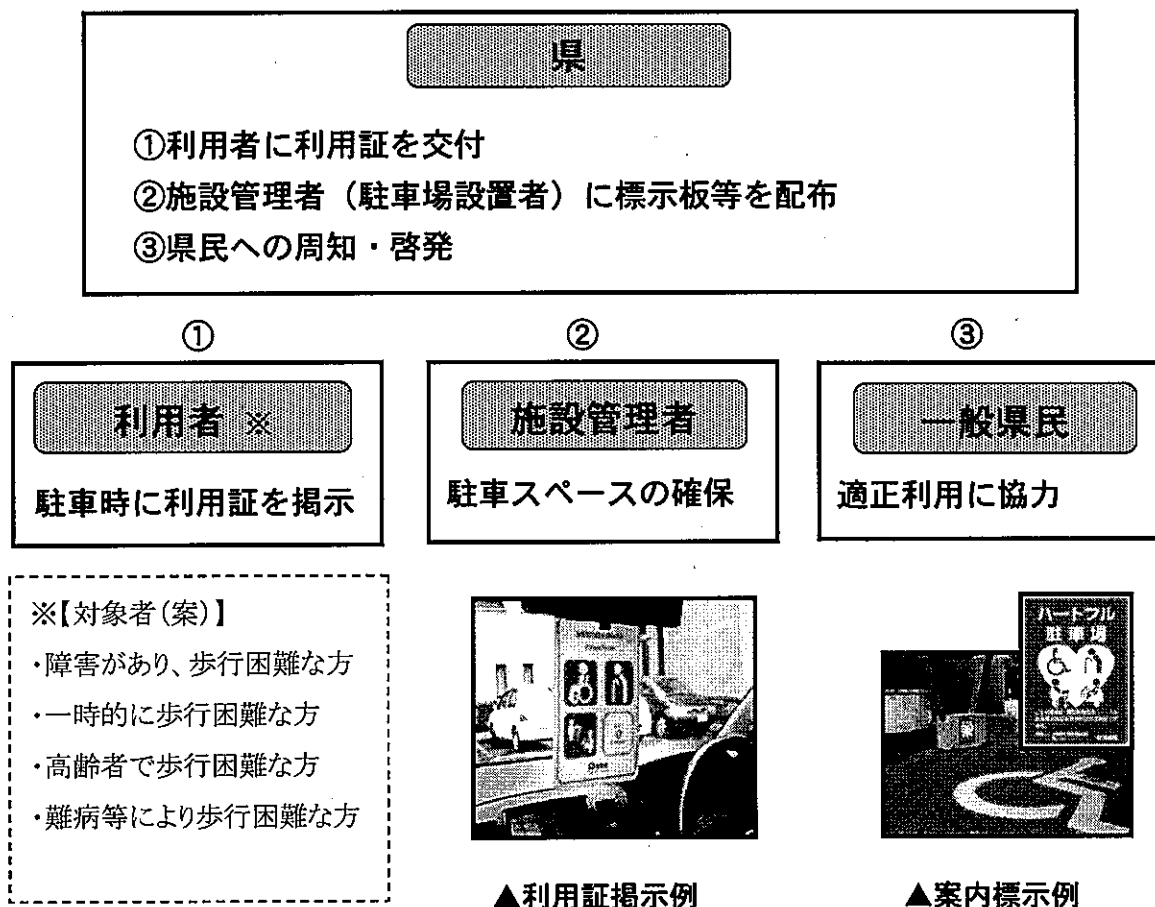 県
①利用者に利用証を交付
②施設管理者（駐車場設置者）に標示板等を配布
③県民への周知・啓発
①
②
③
利用者 ※
施設管理者
一般県民
駐車時に利用証を掲示
駐車スペースの確保
適正利用に協力
※【対象者(案)】
・障害があり、歩行困難な方
・一時的に歩行困難な方
・高齢者で歩行困難な方
・難病等により歩行困難な方
ハートフル
駐車場
▲利用証掲示例
▲案内標示例